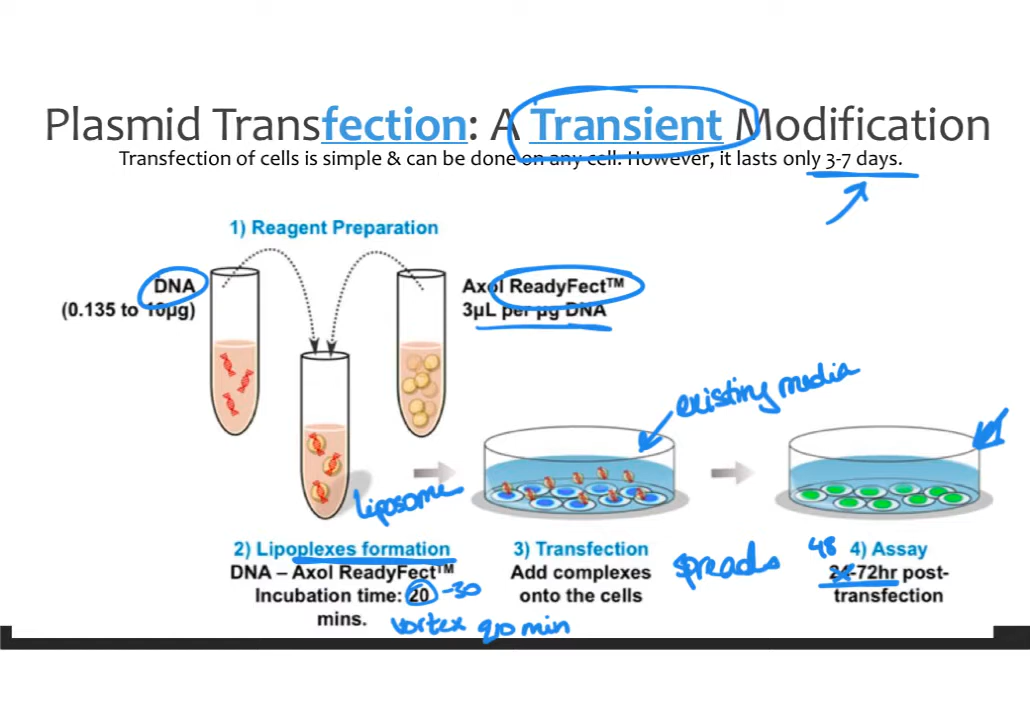 Plasmid Transfection: A Transient Modification
Transfection of cells is simple & can be done on any cell. However, it lasts only 3-7 days.
1) Reagent Preparation
DNA
(0.135 to 10µg)
Axol ReadyFect™
3µL per µg DNA
existing media
liposome
2) Lipoplexes formation
DNA – Axol ReadyFect™
Incubation time: 20 -30
mins.
vortex q10 min
3) Transfection
Add complexes
onto the cells
spreads
48
4) Assay
24-72hr post-
transfection